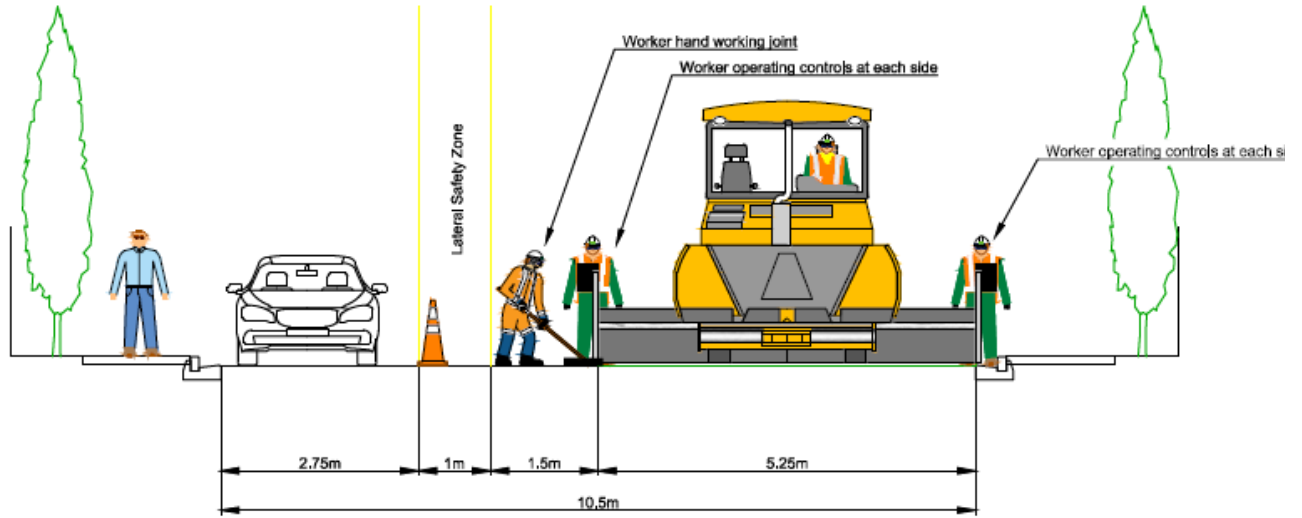 Worker hand working joint
Worker operating controls at each side
Worker operating controls at each si
Lateral Safety Zone
2.75m
1m
1.5m
5.25m
10.5m